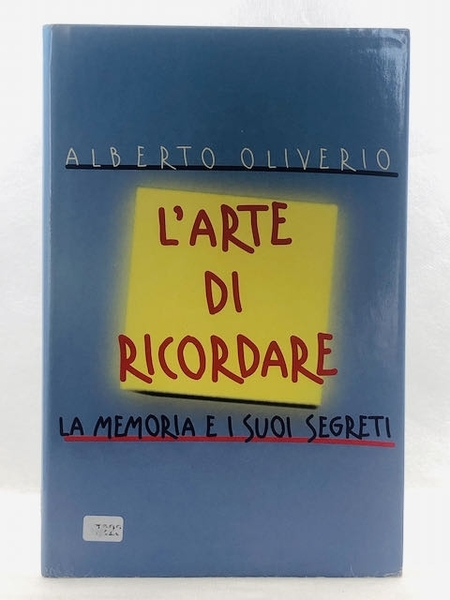 ALBERTO OLIVERIO
L'ARTE
DI
RICORDARE
LA MEMORIA E I SUOI SEGRETI